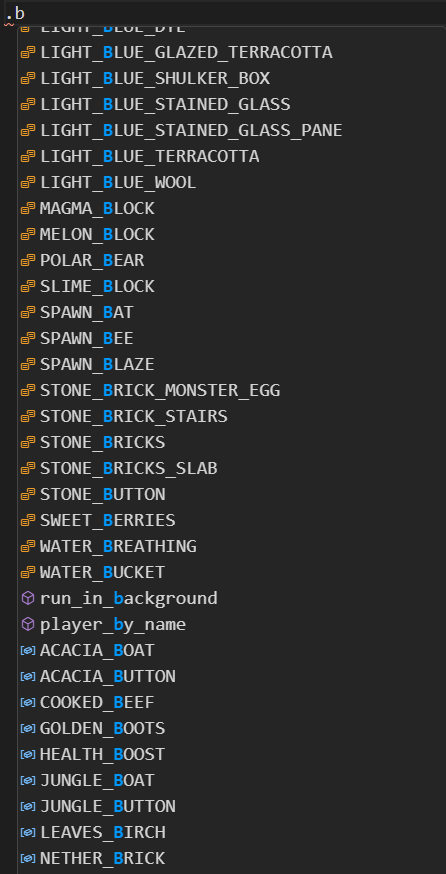 .b
LIGHT_BLUE_DYE
LIGHT_BLUE_GLAZED_TERRACOTTA
LIGHT_BLUE_SHULKER_BOX
LIGHT_BLUE_STAINED_GLASS
LIGHT_BLUE_STAINED_GLASS_PANE
LIGHT_BLUE_TERRACOTTA
LIGHT_BLUE_WOOL
MAGMA_BLOCK
MELON_BLOCK
POLAR_BEAR
SLIME_BLOCK
SPAWN_BAT
SPAWN_BEE
SPAWN_BLAZE
STONE_BRICK_MONSTER_EGG
STONE_BRICK_STAIRS
STONE_BRICKS
STONE_BRICKS_SLAB
STONE_BUTTON
SWEET_BERRIES
WATER_BREATHING
WATER_BUCKET
run_in_background
player_by_name
ACACIA_BOAT
ACACIA_BUTTON
COOKED_BEEF
GOLDEN_BOOTS
HEALTH_BOOST
JUNGLE_BOAT
JUNGLE_BUTTON
LEAVES_BIRCH
NETHER_BRICK